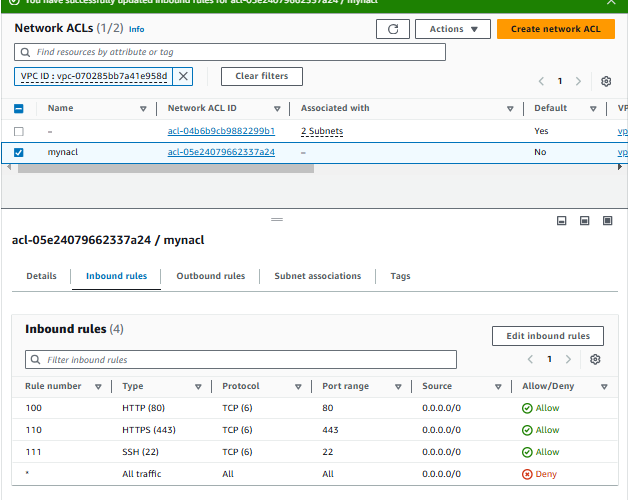 You have successfully updated inbound rules for acl-05e24079662337a24 / mynacl
Network ACLs (1/2) Info
Actions
Create network ACL
Find resources by attribute or tag
VPC ID : vpc-070285bb7a41e958d
Clear filters
1
Name Network ACL ID Associated with Default VP
– acl-04b6b9cb9882299b1 2 Subnets Yes vp
mynacl acl-05e24079662337a24 – No vp
acl-05e24079662337a24 / mynacl
Details Inbound rules Outbound rules Subnet associations Tags
Inbound rules (4)
Edit inbound rules
Filter inbound rules
1
Rule number Type Protocol Port range Source Allow/Deny
100 HTTP (80) TCP (6) 80 0.0.0.0/0 Allow
110 HTTPS (443) TCP (6) 443 0.0.0.0/0 Allow
111 SSH (22) TCP (6) 22 0.0.0.0/0 Allow
* All traffic All All 0.0.0.0/0 Deny